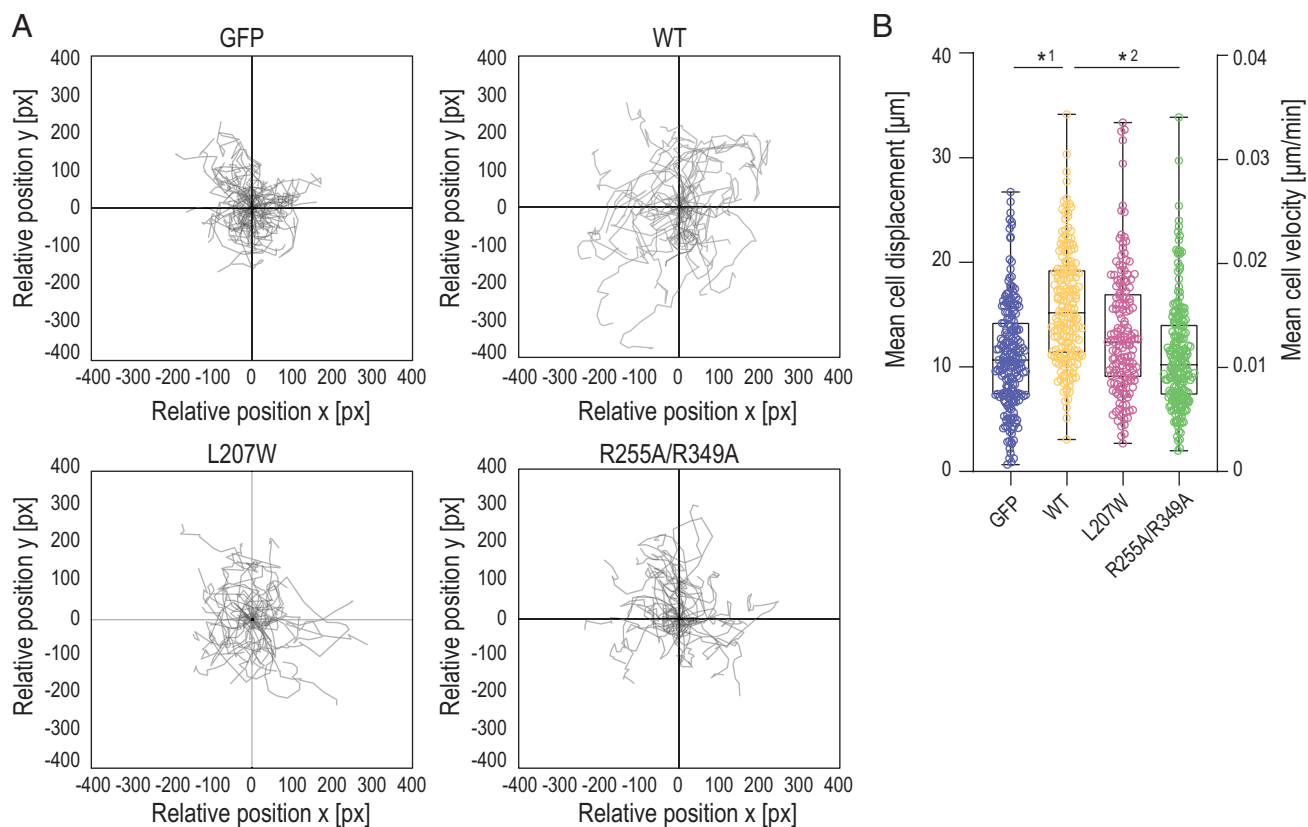 A
GFP
400
300
200
100
0
-100
-200
-300
-400
Relative position y [px]
-400 -300 -200 -100 0 100 200 300 400
Relative position x [px]
WT
400
300
200
100
0
-100
-200
-300
-400
Relative position y [px]
-400 -300 -200 -100 0 100 200 300 400
Relative position x [px]
L207W
400
300
200
100
0
-100
-200
-300
-400
Relative position y [px]
-400 -300 -200 -100 0 100 200 300 400
Relative position x [px]
R255A/R349A
400
300
200
100
0
-100
-200
-300
-400
Relative position y [px]
-400 -300 -200 -100 0 100 200 300 400
Relative position x [px]
B
*1
*2
40
30
20
10
0
Mean cell displacement [µm]
0.04
0.03
0.02
0.01
0
Mean cell velocity [µm/min]
GFP
WT
L207W
R255A/R349A